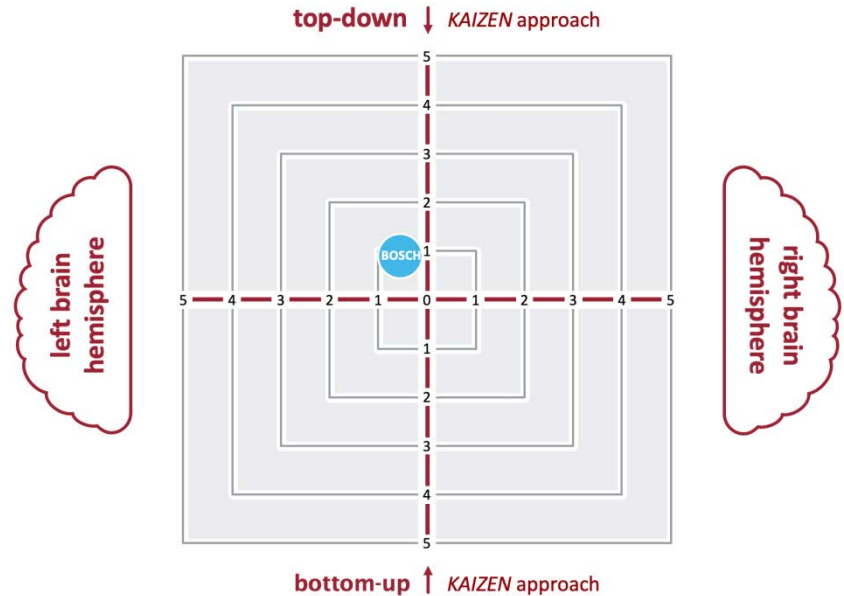 top-down ↓ KAIZEN approach
5
4
3
2
1
BOSCH
5 4 3 2 1 0 1 2 3 4 5
1
2
3
4
5
left brain
hemisphere
right brain
hemisphere
bottom-up ↑ KAIZEN approach